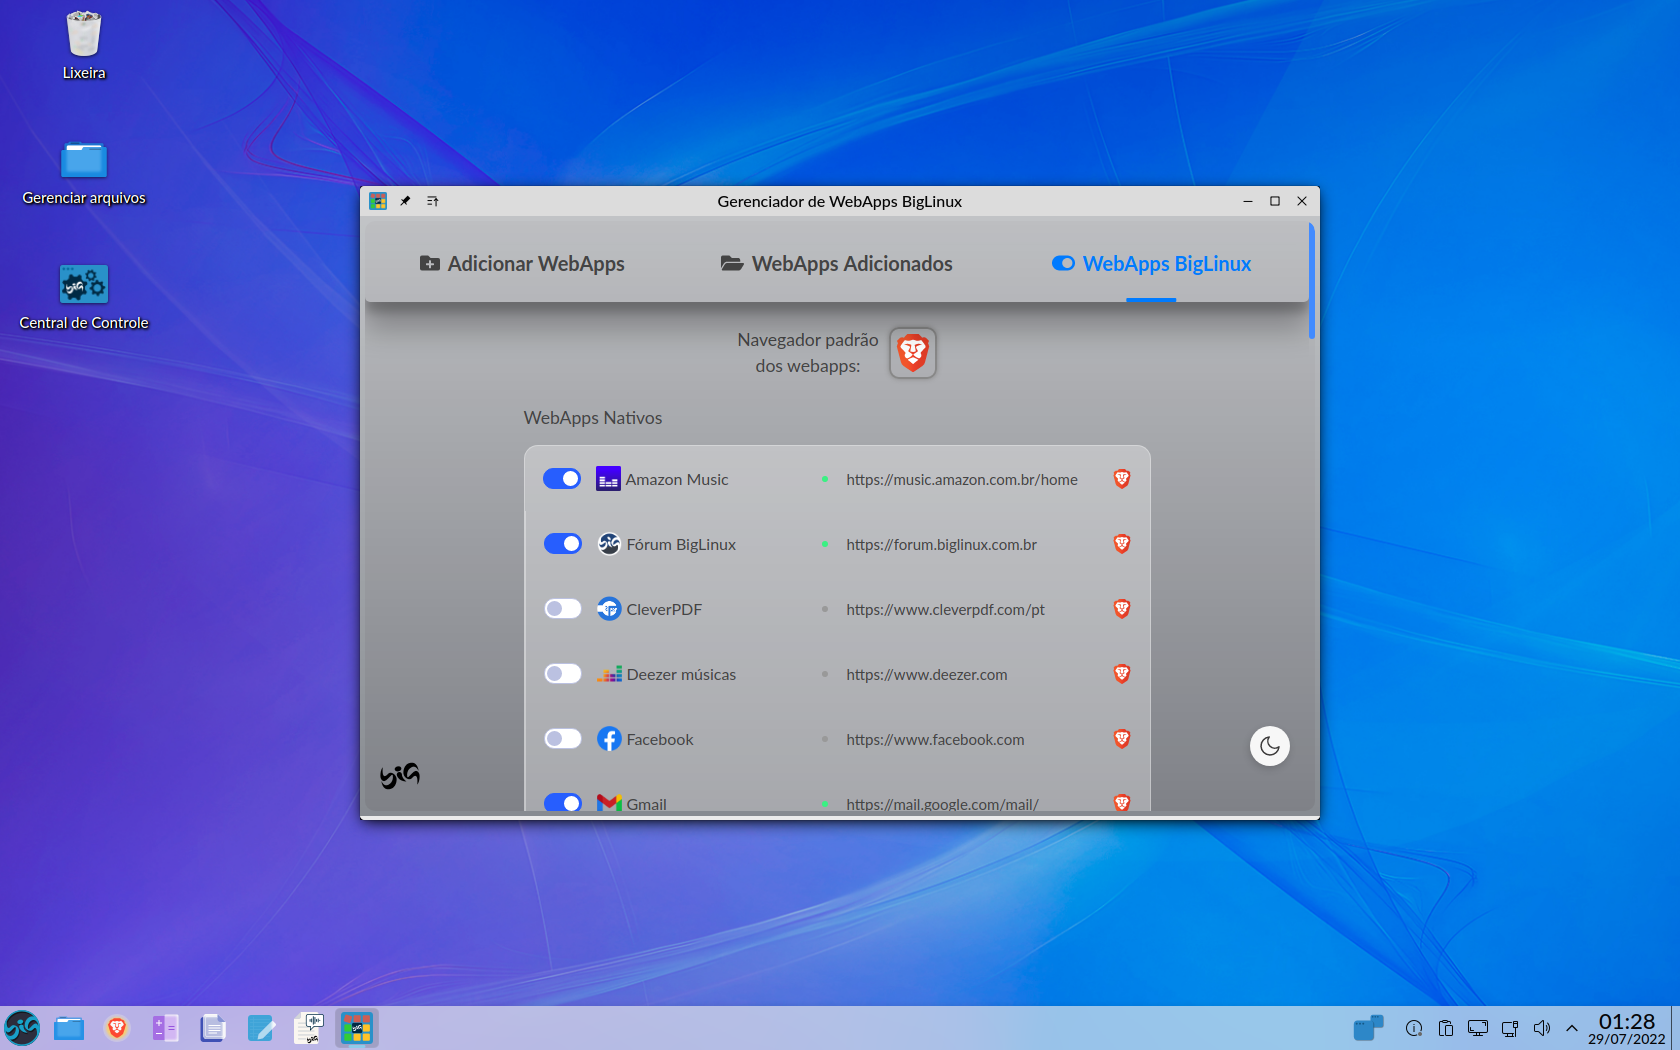 Lixeira
Gerenciar arquivos
Central de Controle
Gerenciador de WebApps BigLinux
Adicionar WebApps
WebApps Adicionados
WebApps BigLinux
Navegador padrão
dos webapps:
WebApps Nativos
Amazon Music https://music.amazon.com.br/home
Fórum BigLinux https://forum.biglinux.com.br
CleverPDF https://www.cleverpdf.com/pt
Deezer músicas https://www.deezer.com
Facebook https://www.facebook.com
Gmail https://mail.google.com/mail/
01:28
29/07/2022